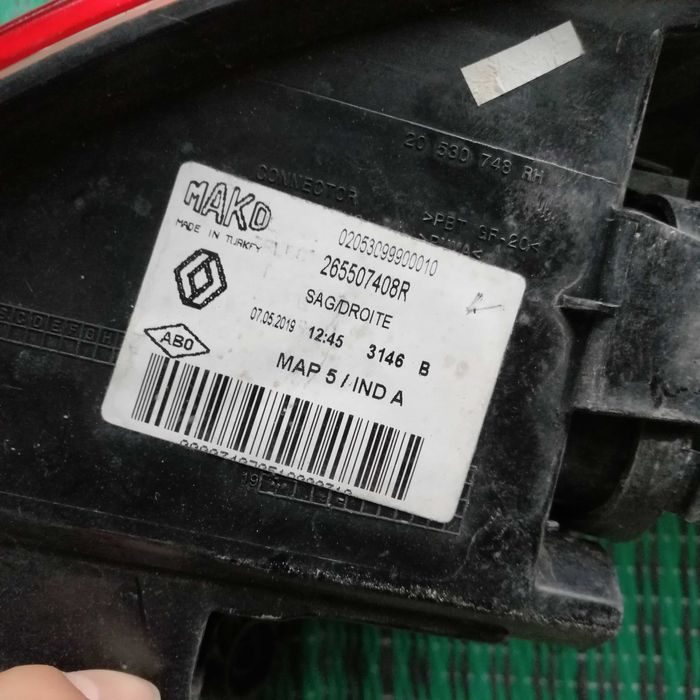 20 530 748 RH
CONNECTOR
>PBT GF-20<
MAKO
02053099900010
MADE IN TURKEY
265507408R
SAG/DROITE
07.05.2019 12:45 3146 B
ABO
MAP 5 / IND A